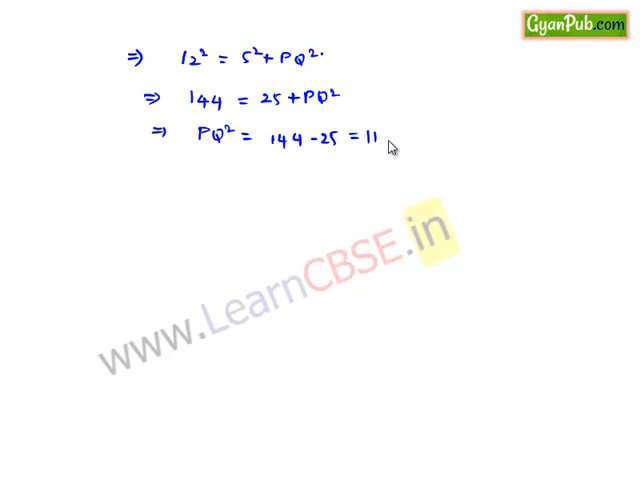 GyanPub.com
⇒ 12² = 5² + PQ².
⇒ 144 = 25 + PQ²
⇒ PQ² = 144 - 25 = 11
www.LearnCBSE.in